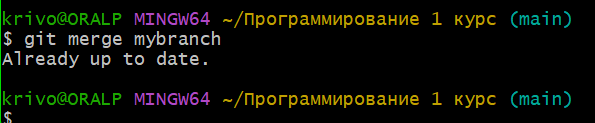 krivo@ORALP MINGW64 ~/Программирование 1 курс (main)
$ git merge mybranch
Already up to date.
krivo@ORALP MINGW64 ~/Программирование 1 курс (main)
$